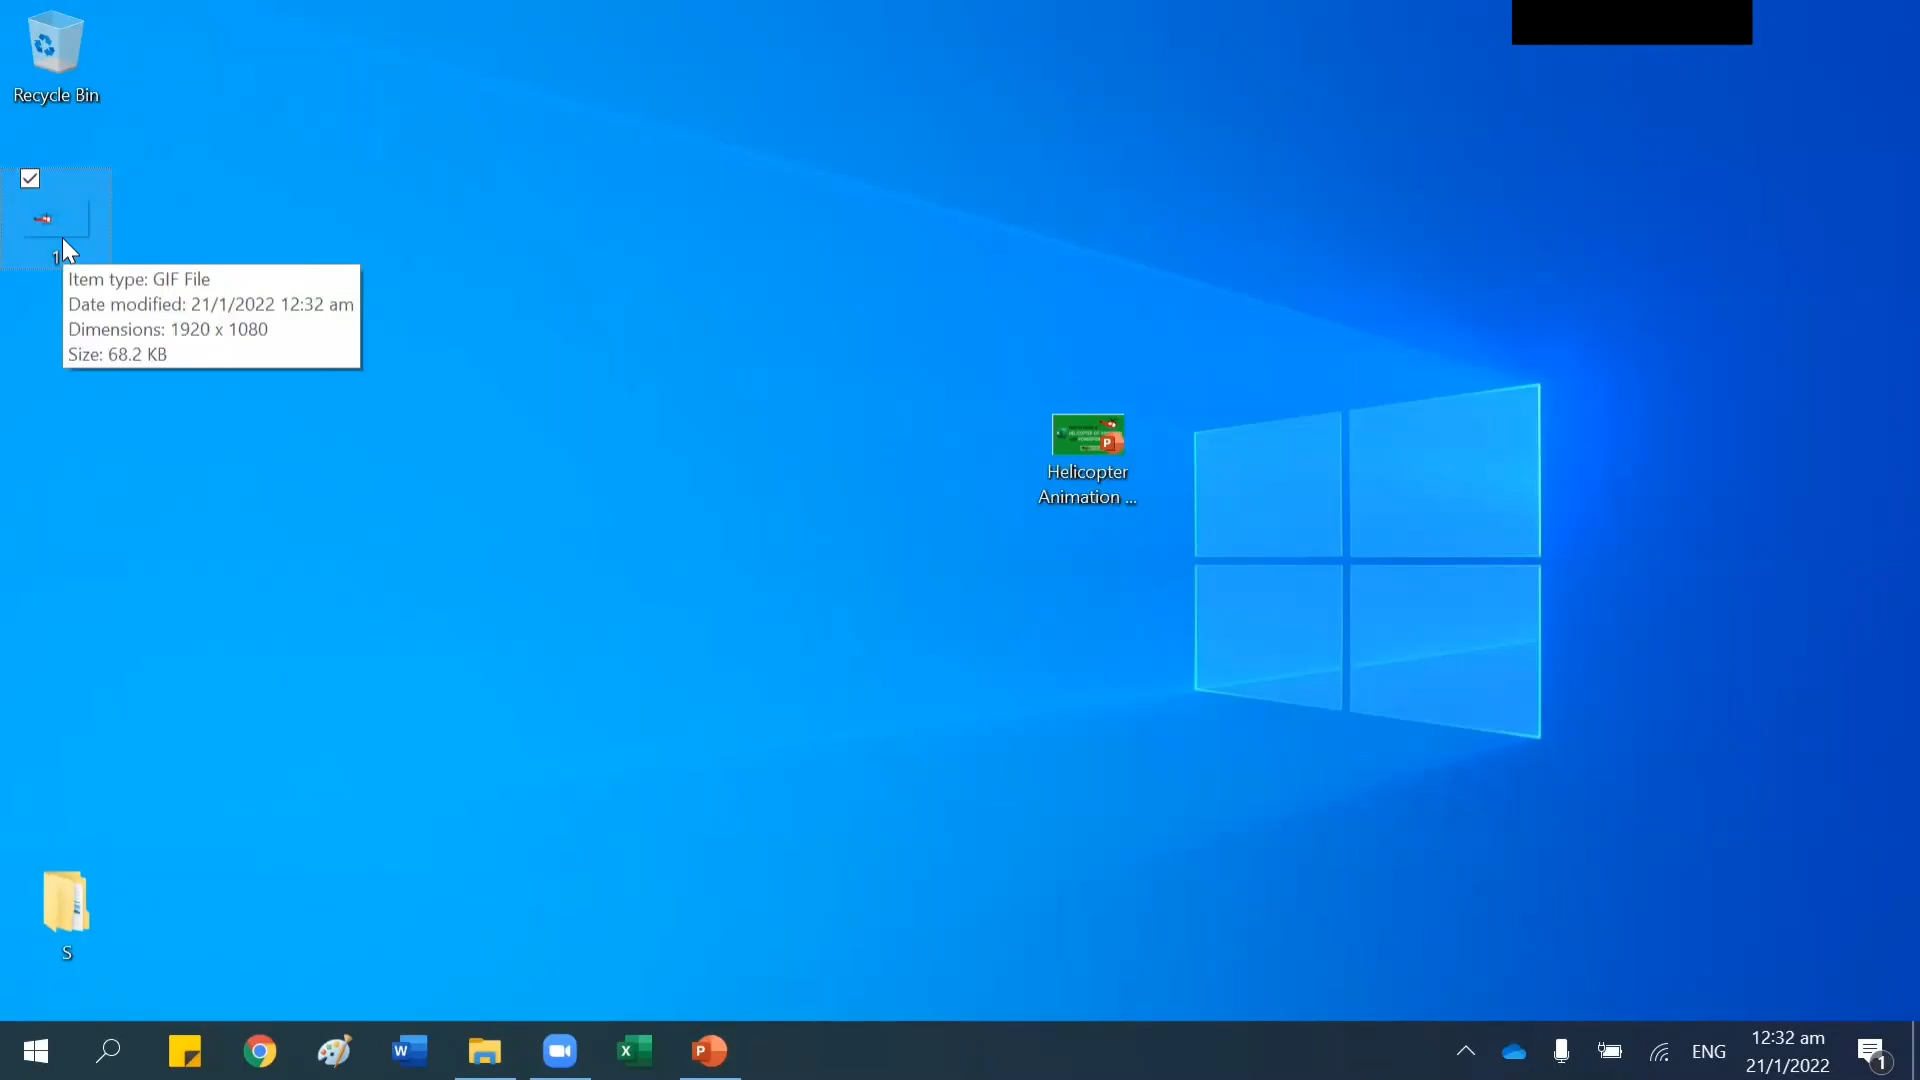 Recycle Bin
1
Item type: GIF File
Date modified: 21/1/2022 12:32 am
Dimensions: 1920 x 1080
Size: 68.2 KB
Helicopter
Animation ...
S
ENG
12:32 am
21/1/2022
1